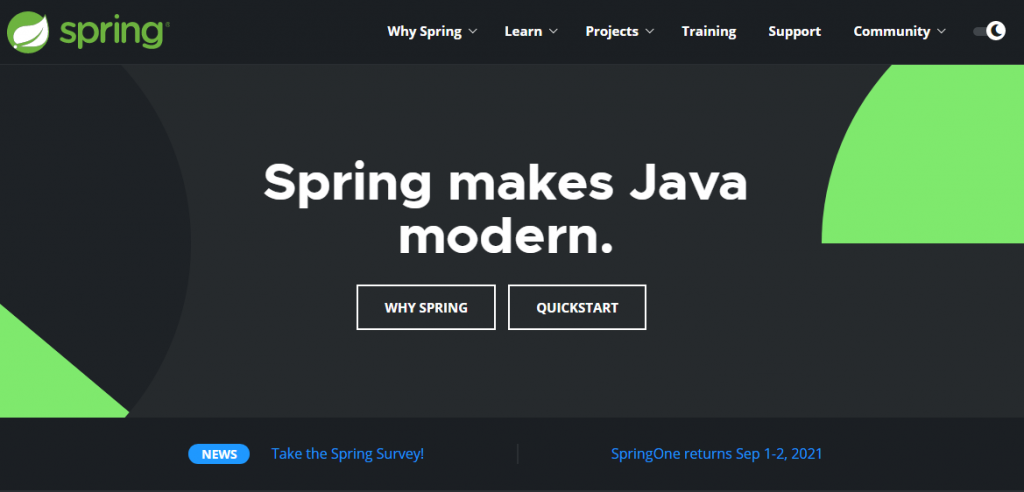 spring
Why Spring
Learn
Projects
Training
Support
Community
Spring makes Java
modern.
WHY SPRING
QUICKSTART
NEWS
Take the Spring Survey!
SpringOne returns Sep 1-2, 2021